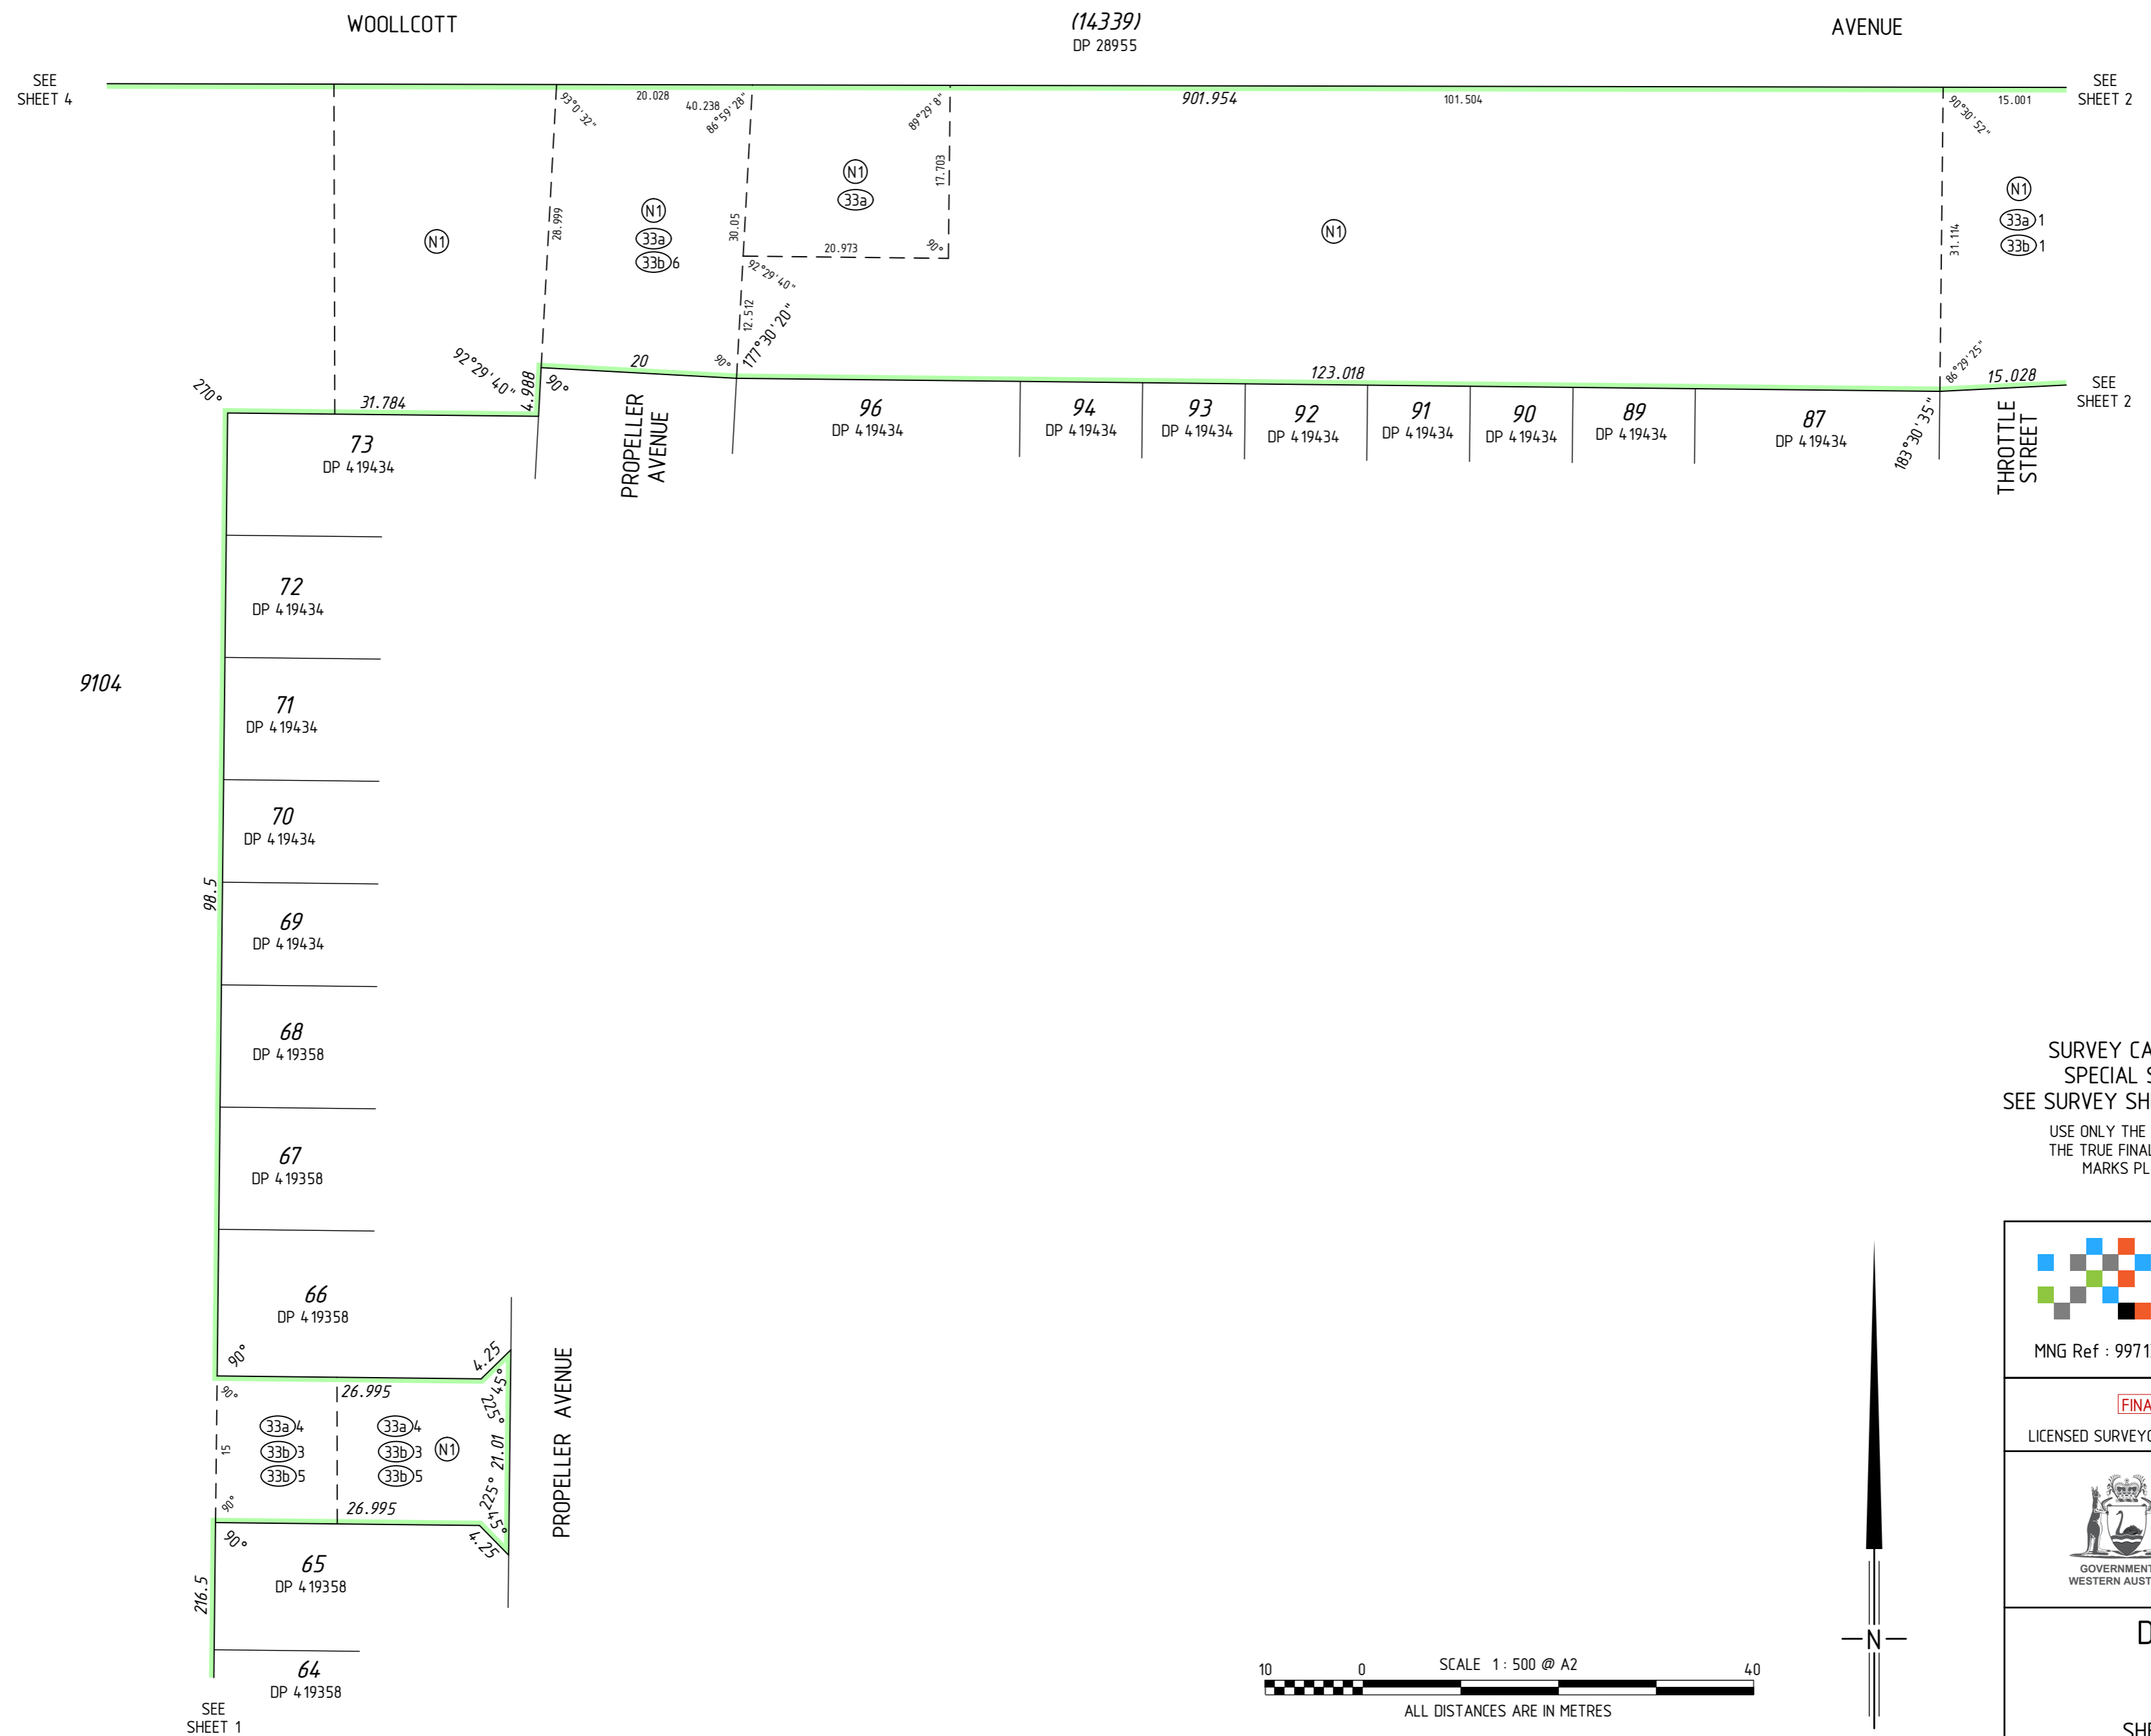 WOOLLCOTT
(14339)
DP 28955
AVENUE
SEE
SHEET 4
SEE
SHEET 2
93°0'32"
20.028
40.238
86°59'28"
89°29'8"
901.954
101.504
90°30'52"
15.001
N1
28.999
N1
33a
33b 6
30.05
N1
33a
17.703
20.973
90°
92°29'40"
12.512
177°30'20"
N1
31.114
N1
33a 1
33b 1
270°
31.784
92°29'40"
4.988
90°
20
90°
123.018
86°29'25"
183°30'35"
15.028
SEE
SHEET 2
PROPELLER
AVENUE
THROTTLE
STREET
96
DP 419434
94
DP 419434
93
DP 419434
92
DP 419434
91
DP 419434
90
DP 419434
89
DP 419434
87
DP 419434
73
DP 419434
72
DP 419434
9104
71
DP 419434
70
DP 419434
98.5
69
DP 419434
68
DP 419358
67
DP 419358
66
DP 419358
90°
4.25
45°
225°
90°
26.995
33a 4
33b 3
33b 5
33a 4
33b 3
33b 5
N1
15
21.01
PROPELLER AVENUE
90°
26.995
225°
45°
4.25
90°
216.5
65
DP 419358
64
DP 419358
SEE
SHEET 1
10
0
SCALE 1 : 500 @ A2
40
ALL DISTANCES ARE IN METRES
N
SURVEY CA
SPECIAL S
SEE SURVEY SH
USE ONLY THE
THE TRUE FINAL
MARKS PL
MNG Ref : 9971
FINA
LICENSED SURVEYO
GOVERNMENT
WESTERN AUST
D
SHE